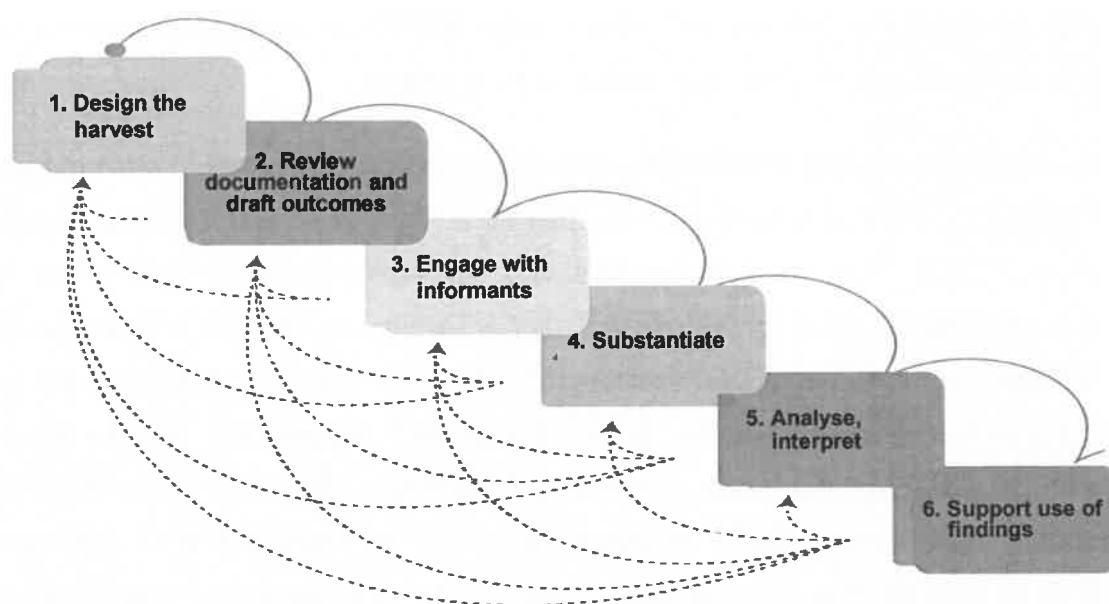 1. Design the
harvest
2. Review
documentation and
draft outcomes
3. Engage with
informants
4. Substantiate
5. Analyse,
interpret
6. Support use of
findings